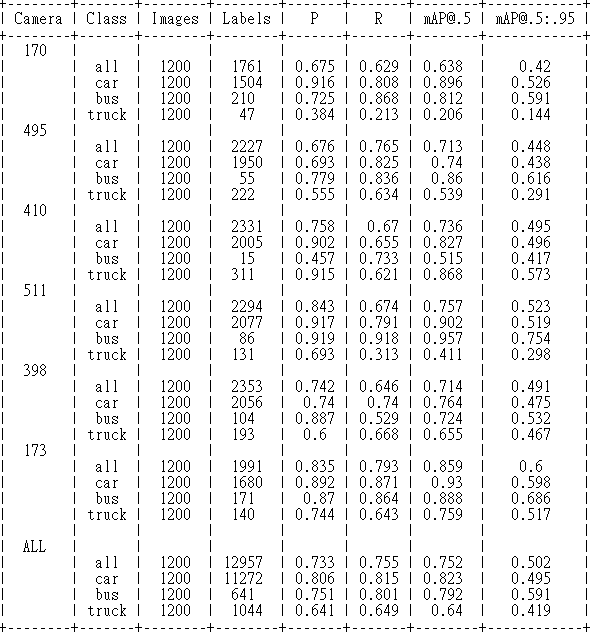 Camera | Class | Images | Labels | P | R | mAP@.5 | mAP@.5:.95
170
all | 1200 | 1761 | 0.675 | 0.629 | 0.638 | 0.42
car | 1200 | 1504 | 0.916 | 0.808 | 0.896 | 0.526
bus | 1200 | 210 | 0.725 | 0.868 | 0.812 | 0.591
truck | 1200 | 47 | 0.384 | 0.213 | 0.206 | 0.144
495
all | 1200 | 2227 | 0.676 | 0.765 | 0.713 | 0.448
car | 1200 | 1950 | 0.693 | 0.825 | 0.74 | 0.438
bus | 1200 | 55 | 0.779 | 0.836 | 0.86 | 0.616
truck | 1200 | 222 | 0.555 | 0.634 | 0.539 | 0.291
410
all | 1200 | 2331 | 0.758 | 0.67 | 0.736 | 0.495
car | 1200 | 2005 | 0.902 | 0.655 | 0.827 | 0.496
bus | 1200 | 15 | 0.457 | 0.733 | 0.515 | 0.417
truck | 1200 | 311 | 0.915 | 0.621 | 0.868 | 0.573
511
all | 1200 | 2294 | 0.843 | 0.674 | 0.757 | 0.523
car | 1200 | 2077 | 0.917 | 0.791 | 0.902 | 0.519
bus | 1200 | 86 | 0.919 | 0.918 | 0.957 | 0.754
truck | 1200 | 131 | 0.693 | 0.313 | 0.411 | 0.298
398
all | 1200 | 2353 | 0.742 | 0.646 | 0.714 | 0.491
car | 1200 | 2056 | 0.74 | 0.74 | 0.764 | 0.475
bus | 1200 | 104 | 0.887 | 0.529 | 0.724 | 0.532
truck | 1200 | 193 | 0.6 | 0.668 | 0.655 | 0.467
173
all | 1200 | 1991 | 0.835 | 0.793 | 0.859 | 0.6
car | 1200 | 1680 | 0.892 | 0.871 | 0.93 | 0.598
bus | 1200 | 171 | 0.87 | 0.864 | 0.888 | 0.686
truck | 1200 | 140 | 0.744 | 0.643 | 0.759 | 0.517
ALL
all | 1200 | 12957 | 0.733 | 0.755 | 0.752 | 0.502
car | 1200 | 11272 | 0.806 | 0.815 | 0.823 | 0.495
bus | 1200 | 641 | 0.751 | 0.801 | 0.792 | 0.591
truck | 1200 | 1044 | 0.641 | 0.649 | 0.64 | 0.419